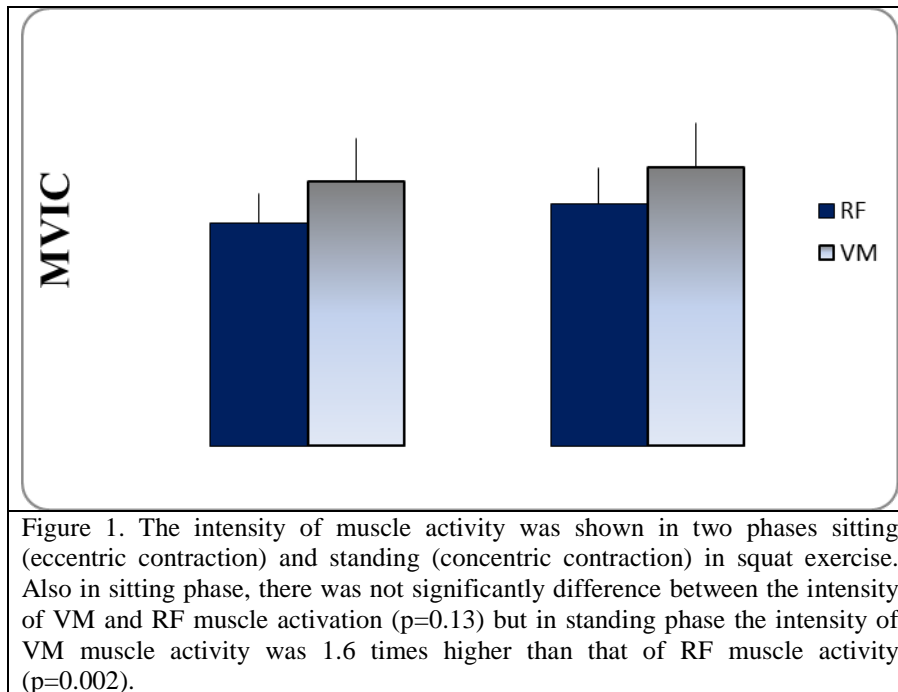 MVIC
RF
VM
Figure 1. The intensity of muscle activity was shown in two phases sitting
(eccentric contraction) and standing (concentric contraction) in squat exercise.
Also in sitting phase, there was not significantly difference between the intensity
of VM and RF muscle activation (p=0.13) but in standing phase the intensity of
VM muscle activity was 1.6 times higher than that of RF muscle activity
(p=0.002).